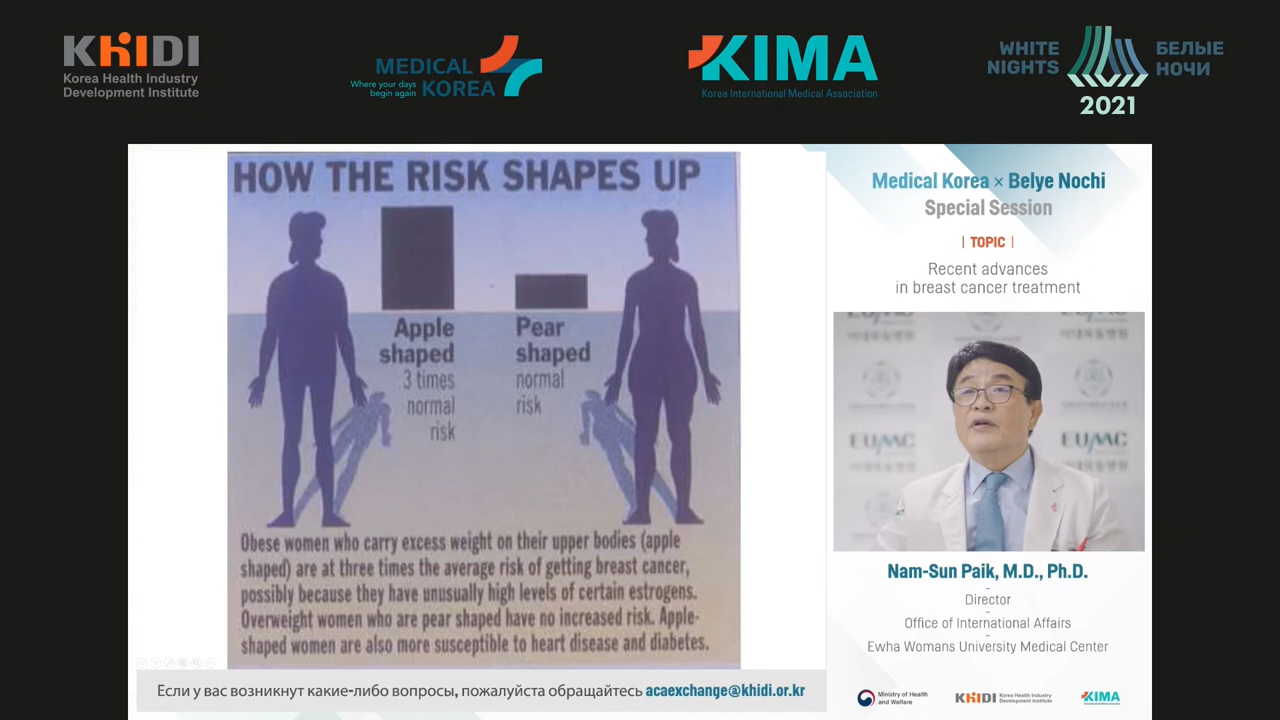 KHIDI
Korea Health Industry
Development Institute
MEDICAL
KOREA
Where your days
begin again
KIMA
Korea International Medical Association
WHITE
NIGHTS
БЕЛЫЕ
НОЧИ
2021
HOW THE RISK SHAPES UP
Apple
shaped
3 times
normal
risk
Pear
shaped
normal
risk
Obese women who carry excess weight on their upper bodies (apple
shaped) are at three times the average risk of getting breast cancer,
possibly because they have unusually high levels of certain estrogens.
Overweight women who are pear shaped have no increased risk. Apple-
shaped women are also more susceptible to heart disease and diabetes.
Если у вас возникнут какие-либо вопросы, пожалуйста обращайтесь acaexchange@khidi.or.kr
Medical Korea × Belye Nochi
Special Session
| TOPIC |
Recent advances
in breast cancer treatment
EUMC
EUMC
Nam-Sun Paik, M.D., Ph.D.
Director
Office of International Affairs
Ewha Womans University Medical Center
Ministry of Health
and Welfare
KHIDI
Korea Health Industry
Development Institute
KIMA